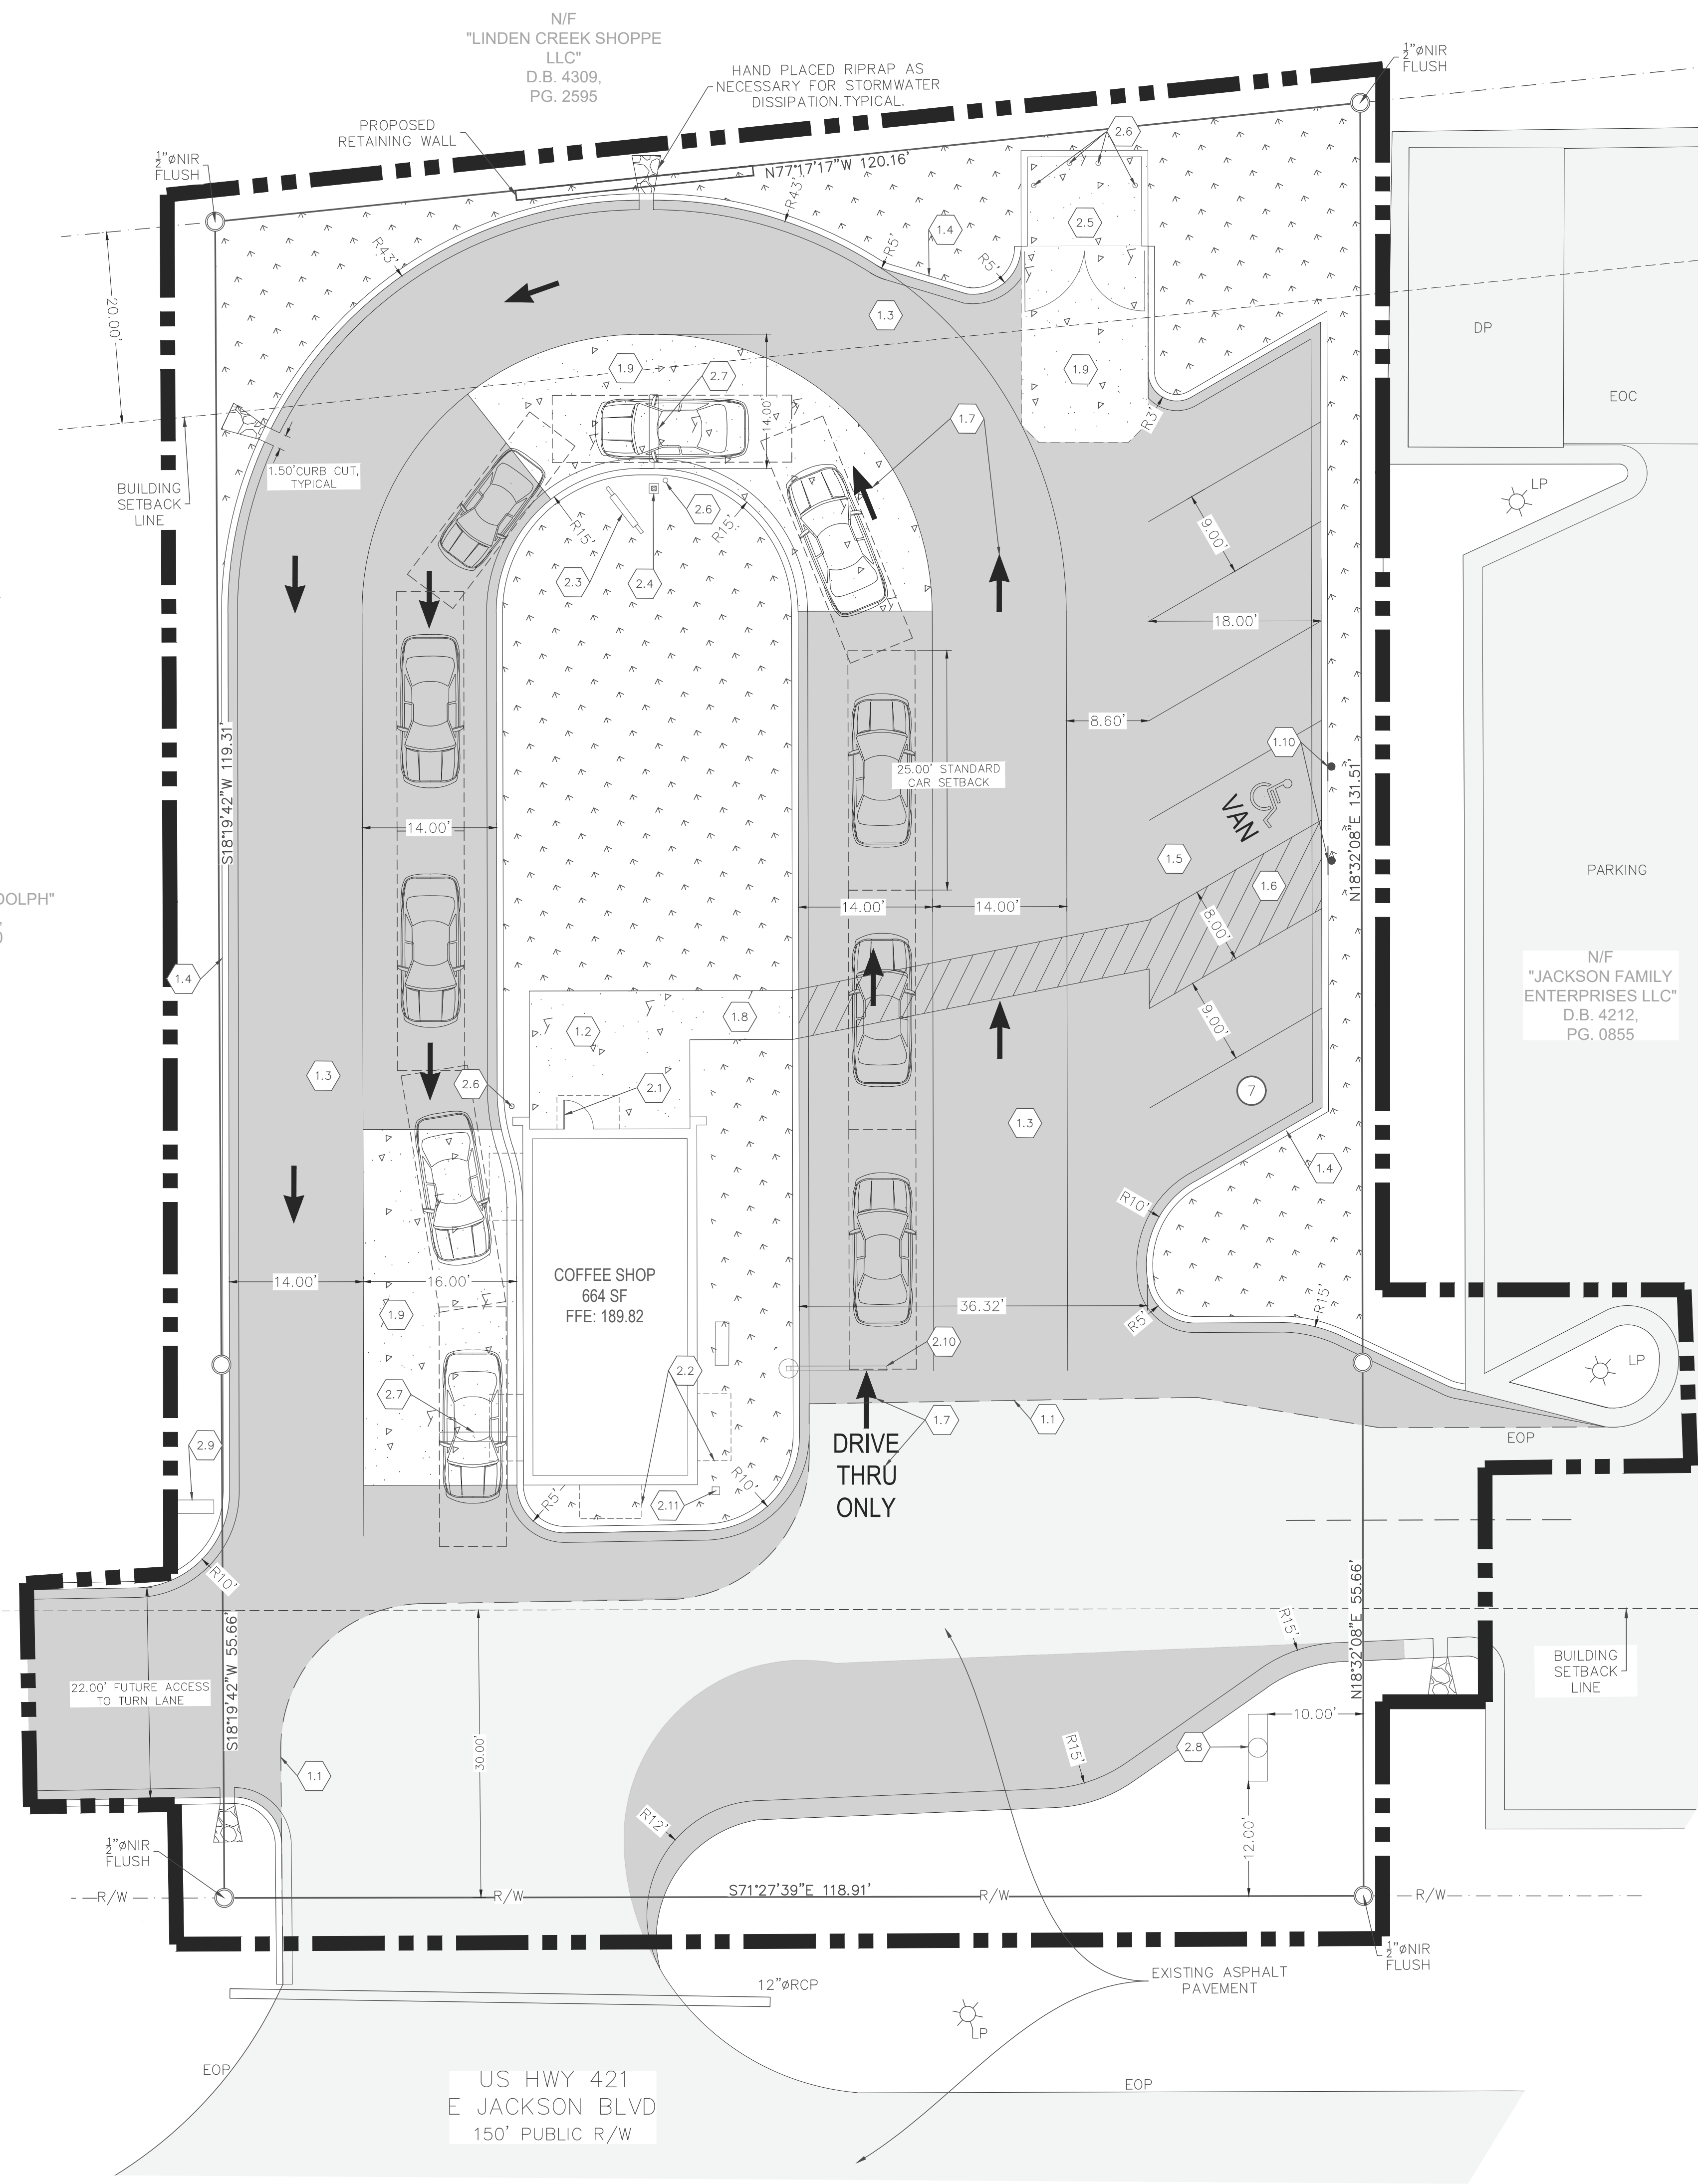 N/F
"LINDEN CREEK SHOPPE
LLC"
D.B. 4309,
PG. 2595
HAND PLACED RIPRAP AS
NECESSARY FOR STORMWATER
DISSIPATION.TYPICAL.
½"øNIR
FLUSH
PROPOSED
RETAINING WALL
½"øNIR
FLUSH
N77°17'17"W 120.16'
2.6
R43'
R43'
R5'
1.4
R5'
2.5
20.00'
1.3
DP
EOC
1.9
2.7
14.00'
1.9
R3'
1.7
1.50'CURB CUT,
TYPICAL
BUILDING
SETBACK
LINE
R15'
R15'
2.6
2.3
2.4
9.00'
LP
18.00'
8.60'
1.10
25.00' STANDARD
CAR SETBACK
S18°19'42"W 119.31'
N18°32'08"E 131.51'
14.00'
VAN
1.5
1.6
PARKING
DOLPH"
14.00'
14.00'
8.00'
1.4
N/F
"JACKSON FAMILY
ENTERPRISES LLC"
D.B. 4212,
PG. 0855
1.2
1.8
9.00'
1.3
2.6
2.1
7
1.3
1.4
R10'
14.00'
16.00'
COFFEE SHOP
664 SF
FFE: 189.82
36.32'
R5'
R15'
1.9
2.10
LP
2.7
2.2
1.7
1.1
DRIVE
THRU
ONLY
EOP
2.9
R10'
R5'
2.11
R10'
N18°32'08"E 55.66'
S18°19'42"W 55.66'
R15'
BUILDING
SETBACK
LINE
22.00' FUTURE ACCESS
TO TURN LANE
30.00'
10.00'
2.8
R15'
1.1
R12'
12.00'
½"øNIR
FLUSH
R/W
R/W
S71°27'39"E 118.91'
R/W
R/W
½"øNIR
FLUSH
EXISTING ASPHALT
PAVEMENT
12"øRCP
LP
EOP
EOP
US HWY 421
E JACKSON BLVD
150' PUBLIC R/W